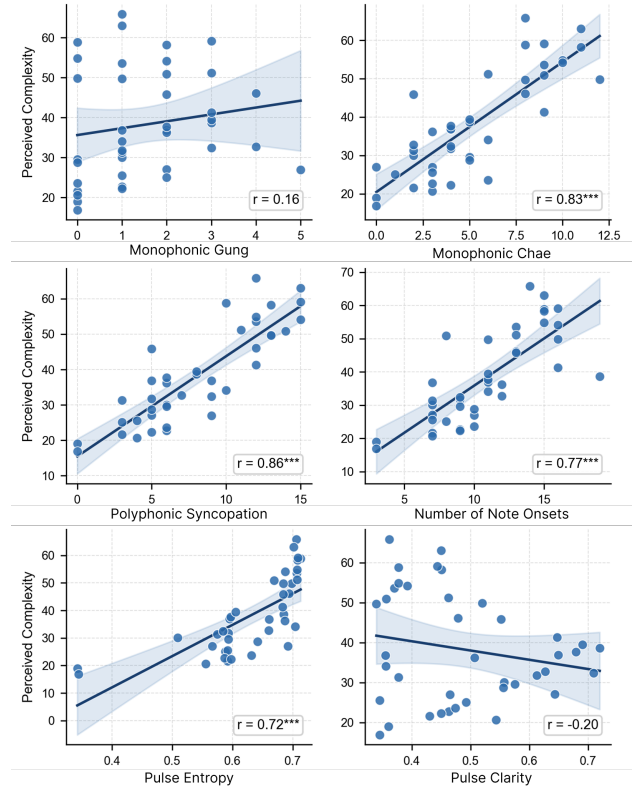 Perceived Complexity
60
50
40
30
20
r = 0.16
0 1 2 3 4 5
Monophonic Gung
60
50
40
30
20
r = 0.83***
0.0 2.5 5.0 7.5 10.0 12.5
Monophonic Chae
Perceived Complexity
60
50
40
30
20
10
r = 0.86***
0 5 10 15
Polyphonic Syncopation
70
60
50
40
30
20
10
r = 0.77***
5 10 15
Number of Note Onsets
Perceived Complexity
60
50
40
30
20
10
0
r = 0.72***
0.4 0.5 0.6 0.7
Pulse Entropy
60
50
40
30
20
r = -0.20
0.4 0.5 0.6 0.7
Pulse Clarity